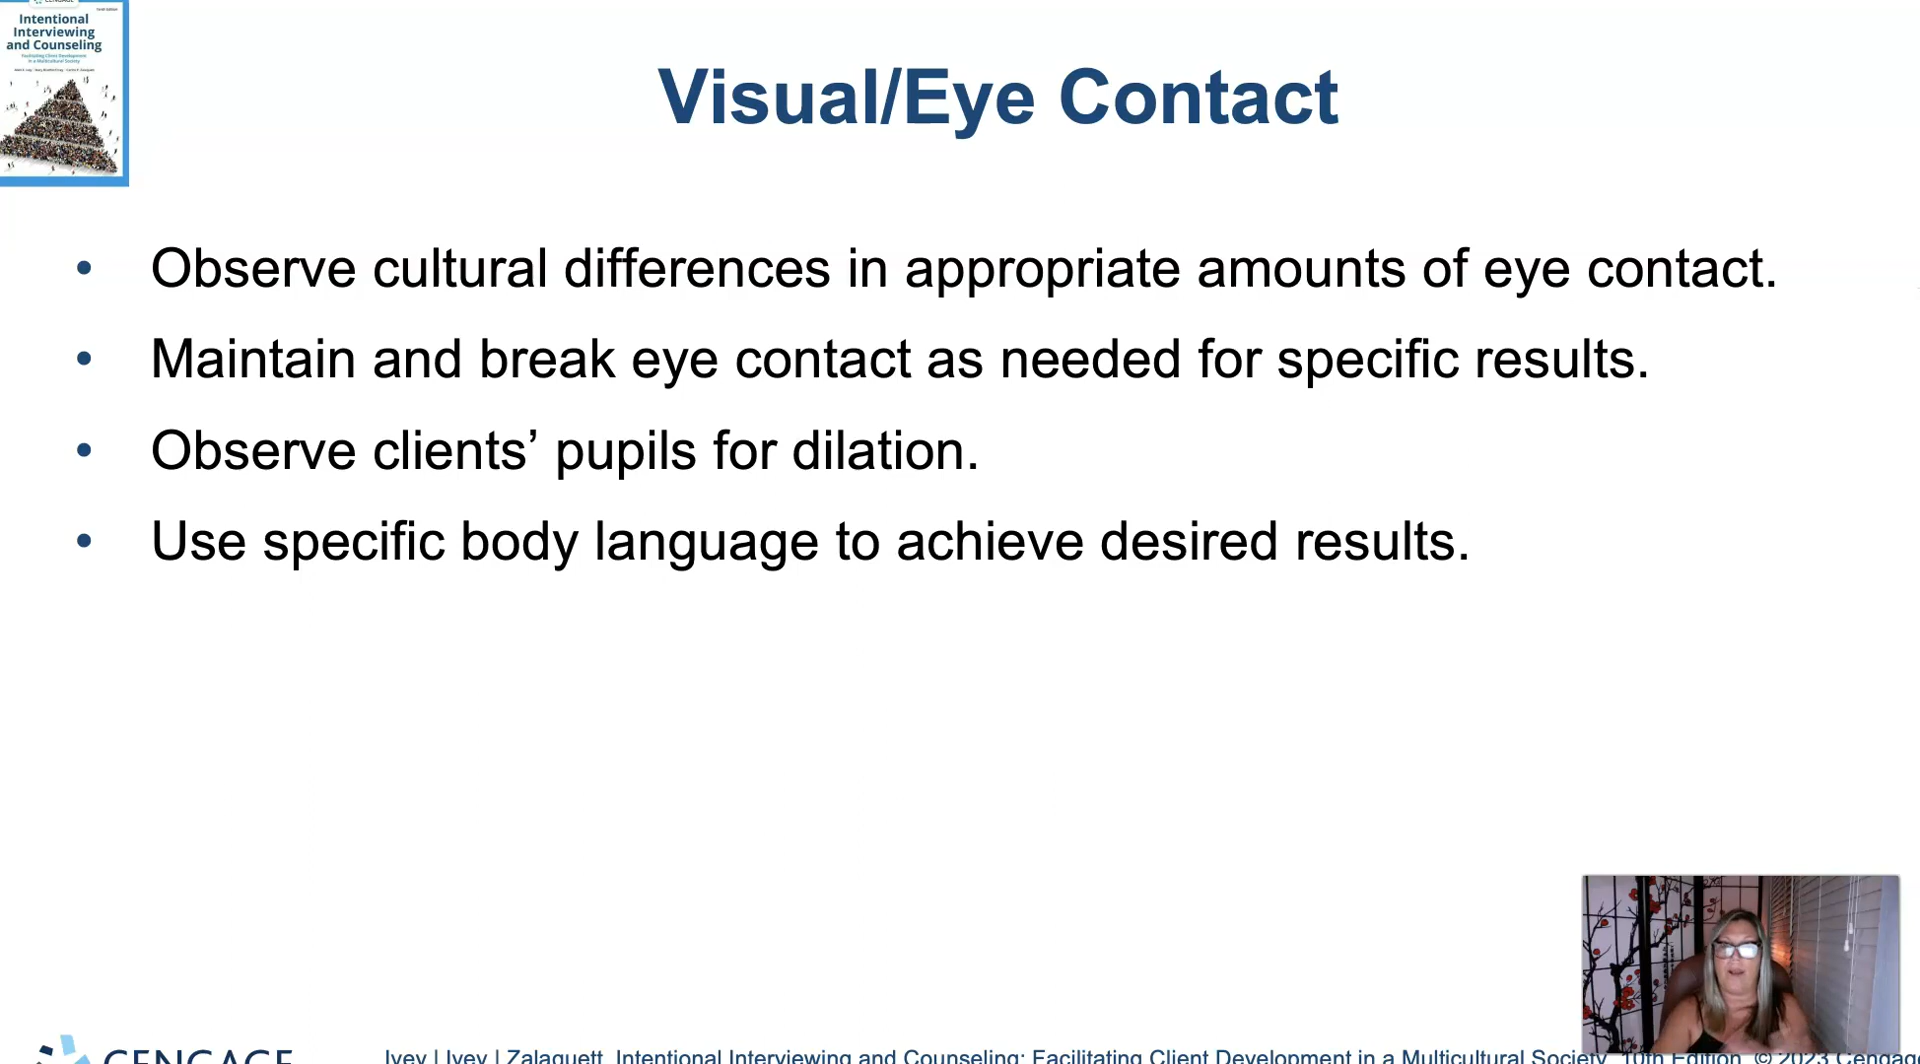 CENGAGE
Intentional
Interviewing
and Counseling
Facilitating Client Development
in a Multicultural Society
Visual/Eye Contact
• Observe cultural differences in appropriate amounts of eye contact.
• Maintain and break eye contact as needed for specific results.
• Observe clients’ pupils for dilation.
• Use specific body language to achieve desired results.
CENGAGE
Ivey | Ivey | Zalaquett, Intentional Interviewing and Counseling: Facilitating Client Development in a Multicultural Society, 10th Edition. © 2023 Cengage